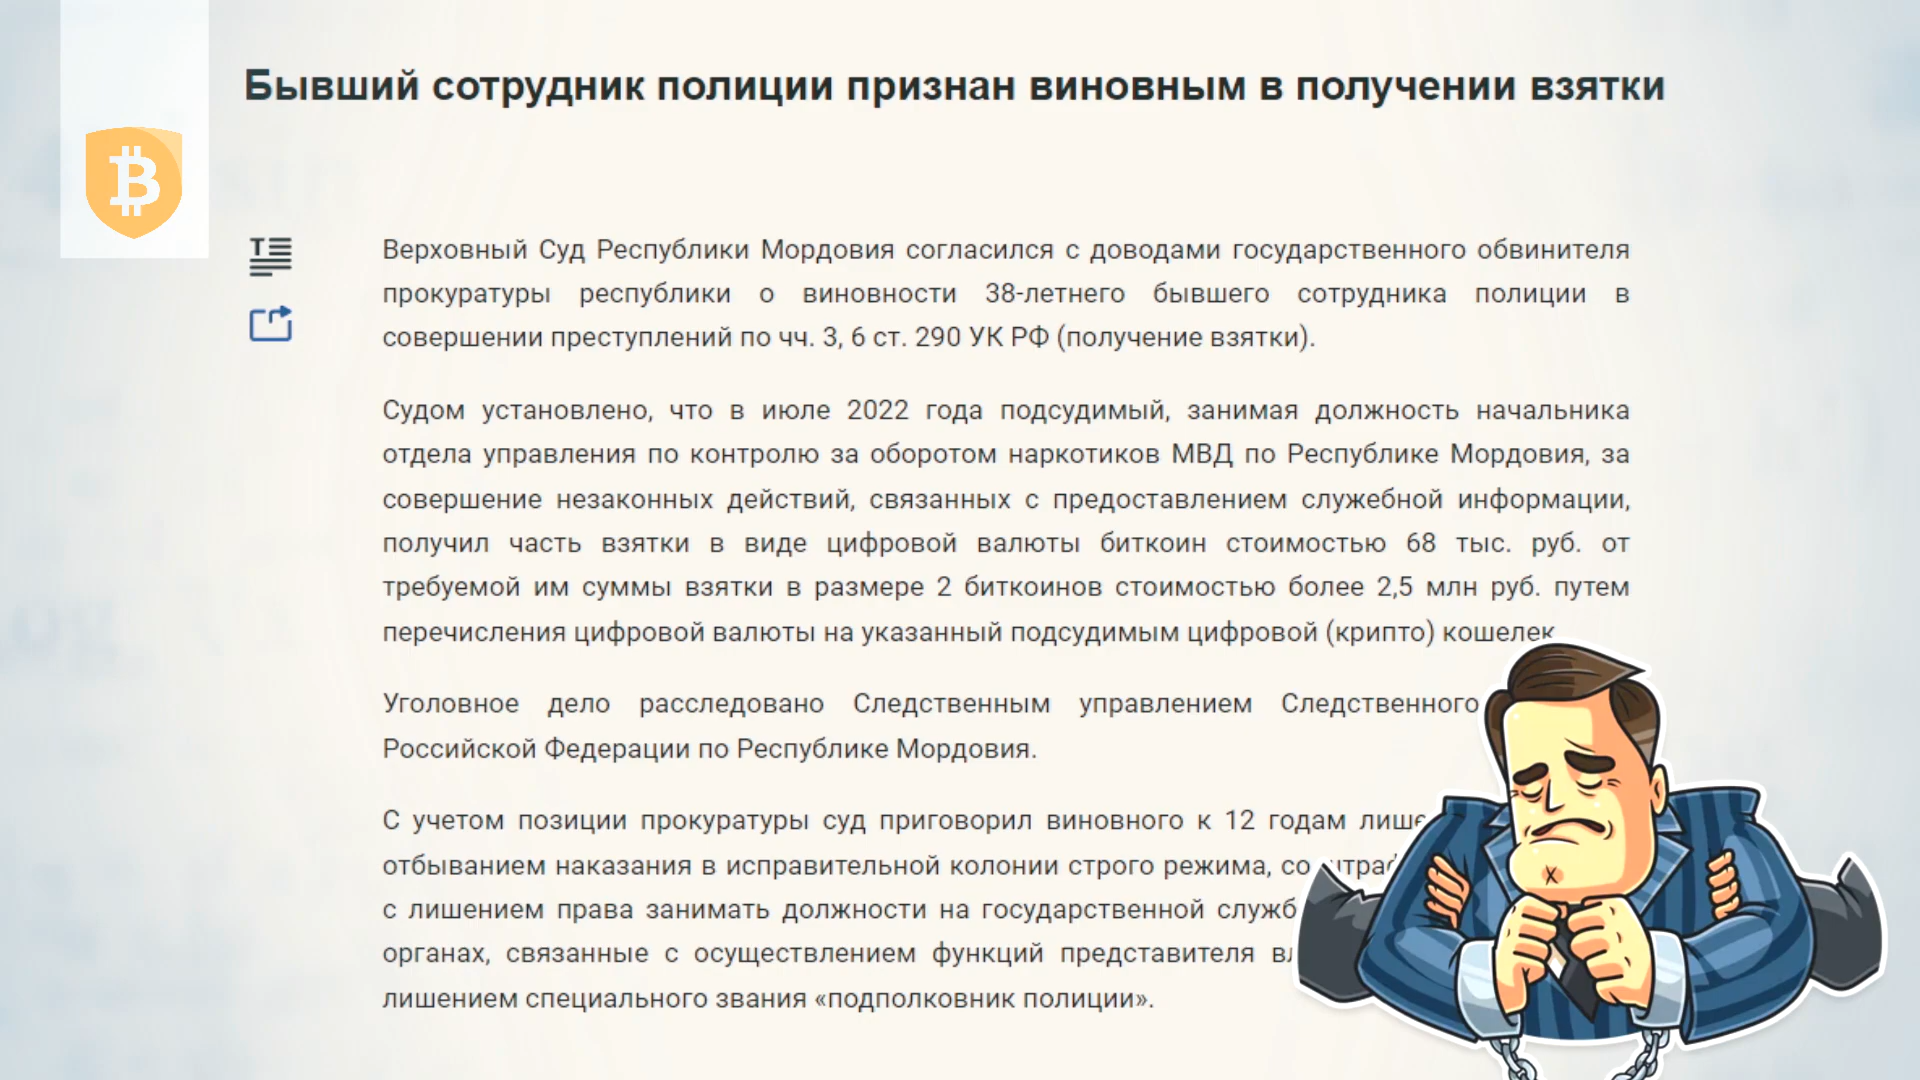 Бывший сотрудник полиции признан виновным в получении взятки
Верховный Суд Республики Мордовия согласился с доводами государственного обвинителя
прокуратуры республики о виновности 38-летнего бывшего сотрудника полиции в
совершении преступлений по чч. 3, 6 ст. 290 УК РФ (получение взятки).
Судом установлено, что в июле 2022 года подсудимый, занимая должность начальника
отдела управления по контролю за оборотом наркотиков МВД по Республике Мордовия, за
совершение незаконных действий, связанных с предоставлением служебной информации,
получил часть взятки в виде цифровой валюты биткоин стоимостью 68 тыс. руб. от
требуемой им суммы взятки в размере 2 биткоинов стоимостью более 2,5 млн руб. путем
перечисления цифровой валюты на указанный подсудимым цифровой (крипто) кошелек
Уголовное дело расследовано Следственным управлением Следственного
Российской Федерации по Республике Мордовия.
С учетом позиции прокуратуры суд приговорил виновного к 12 годам
отбыванием наказания в исправительной колонии строго режима, со
с лишением права занимать должности на государственной
органах, связанные с осуществлением функций представителя
лишением специального звания «подполковник полиции».